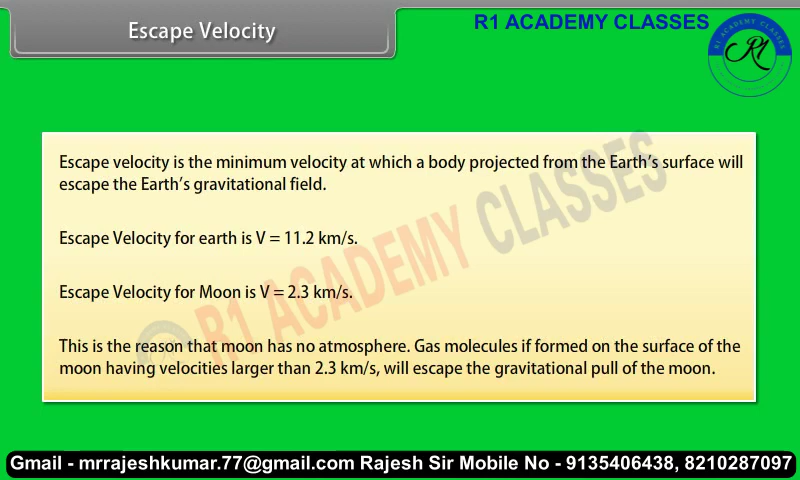 Escape Velocity
R1 ACADEMY CLASSES
R1 ACADEMY CLASSES
R1
Escape velocity is the minimum velocity at which a body projected from the Earth's surface will
escape the Earth's gravitational field.
Escape Velocity for earth is V = 11.2 km/s.
Escape Velocity for Moon is V = 2.3 km/s.
This is the reason that moon has no atmosphere. Gas molecules if formed on the surface of the
moon having velocities larger than 2.3 km/s, will escape the gravitational pull of the moon.
R1 ACADEMY CLASSES
Gmail - mrrajeshkumar.77@gmail.com Rajesh Sir Mobile No - 9135406438, 8210287097